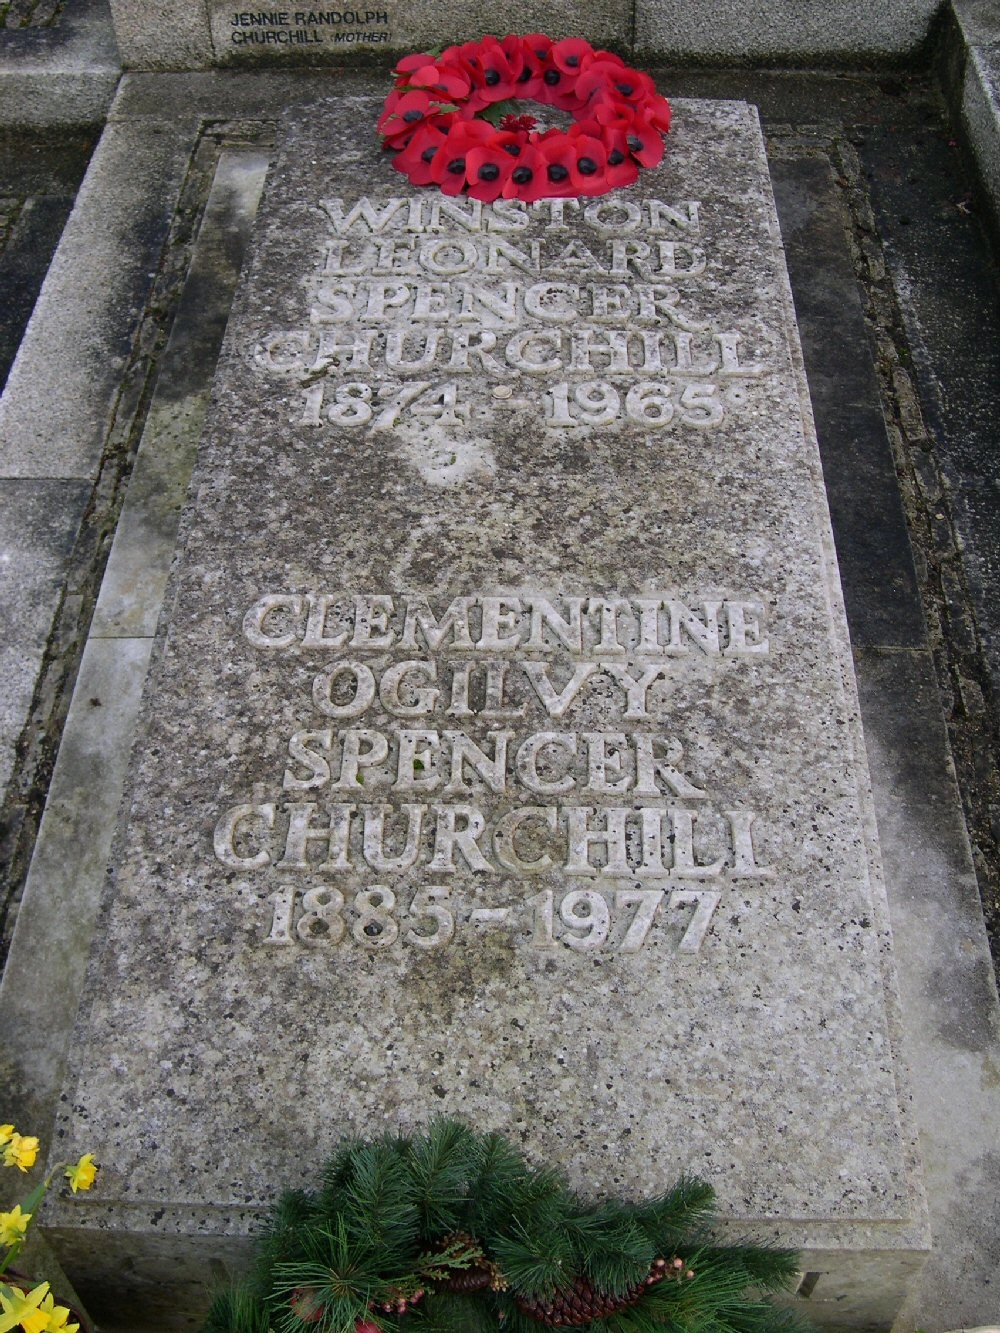 JENNIE RANDOLPH
CHURCHILL (MOTHER)
WINSTON
LEONARD
SPENCER
CHURCHILL
1874 - 1965
CLEMENTINE
OGILVY
SPENCER
CHURCHILL
1885 - 1977